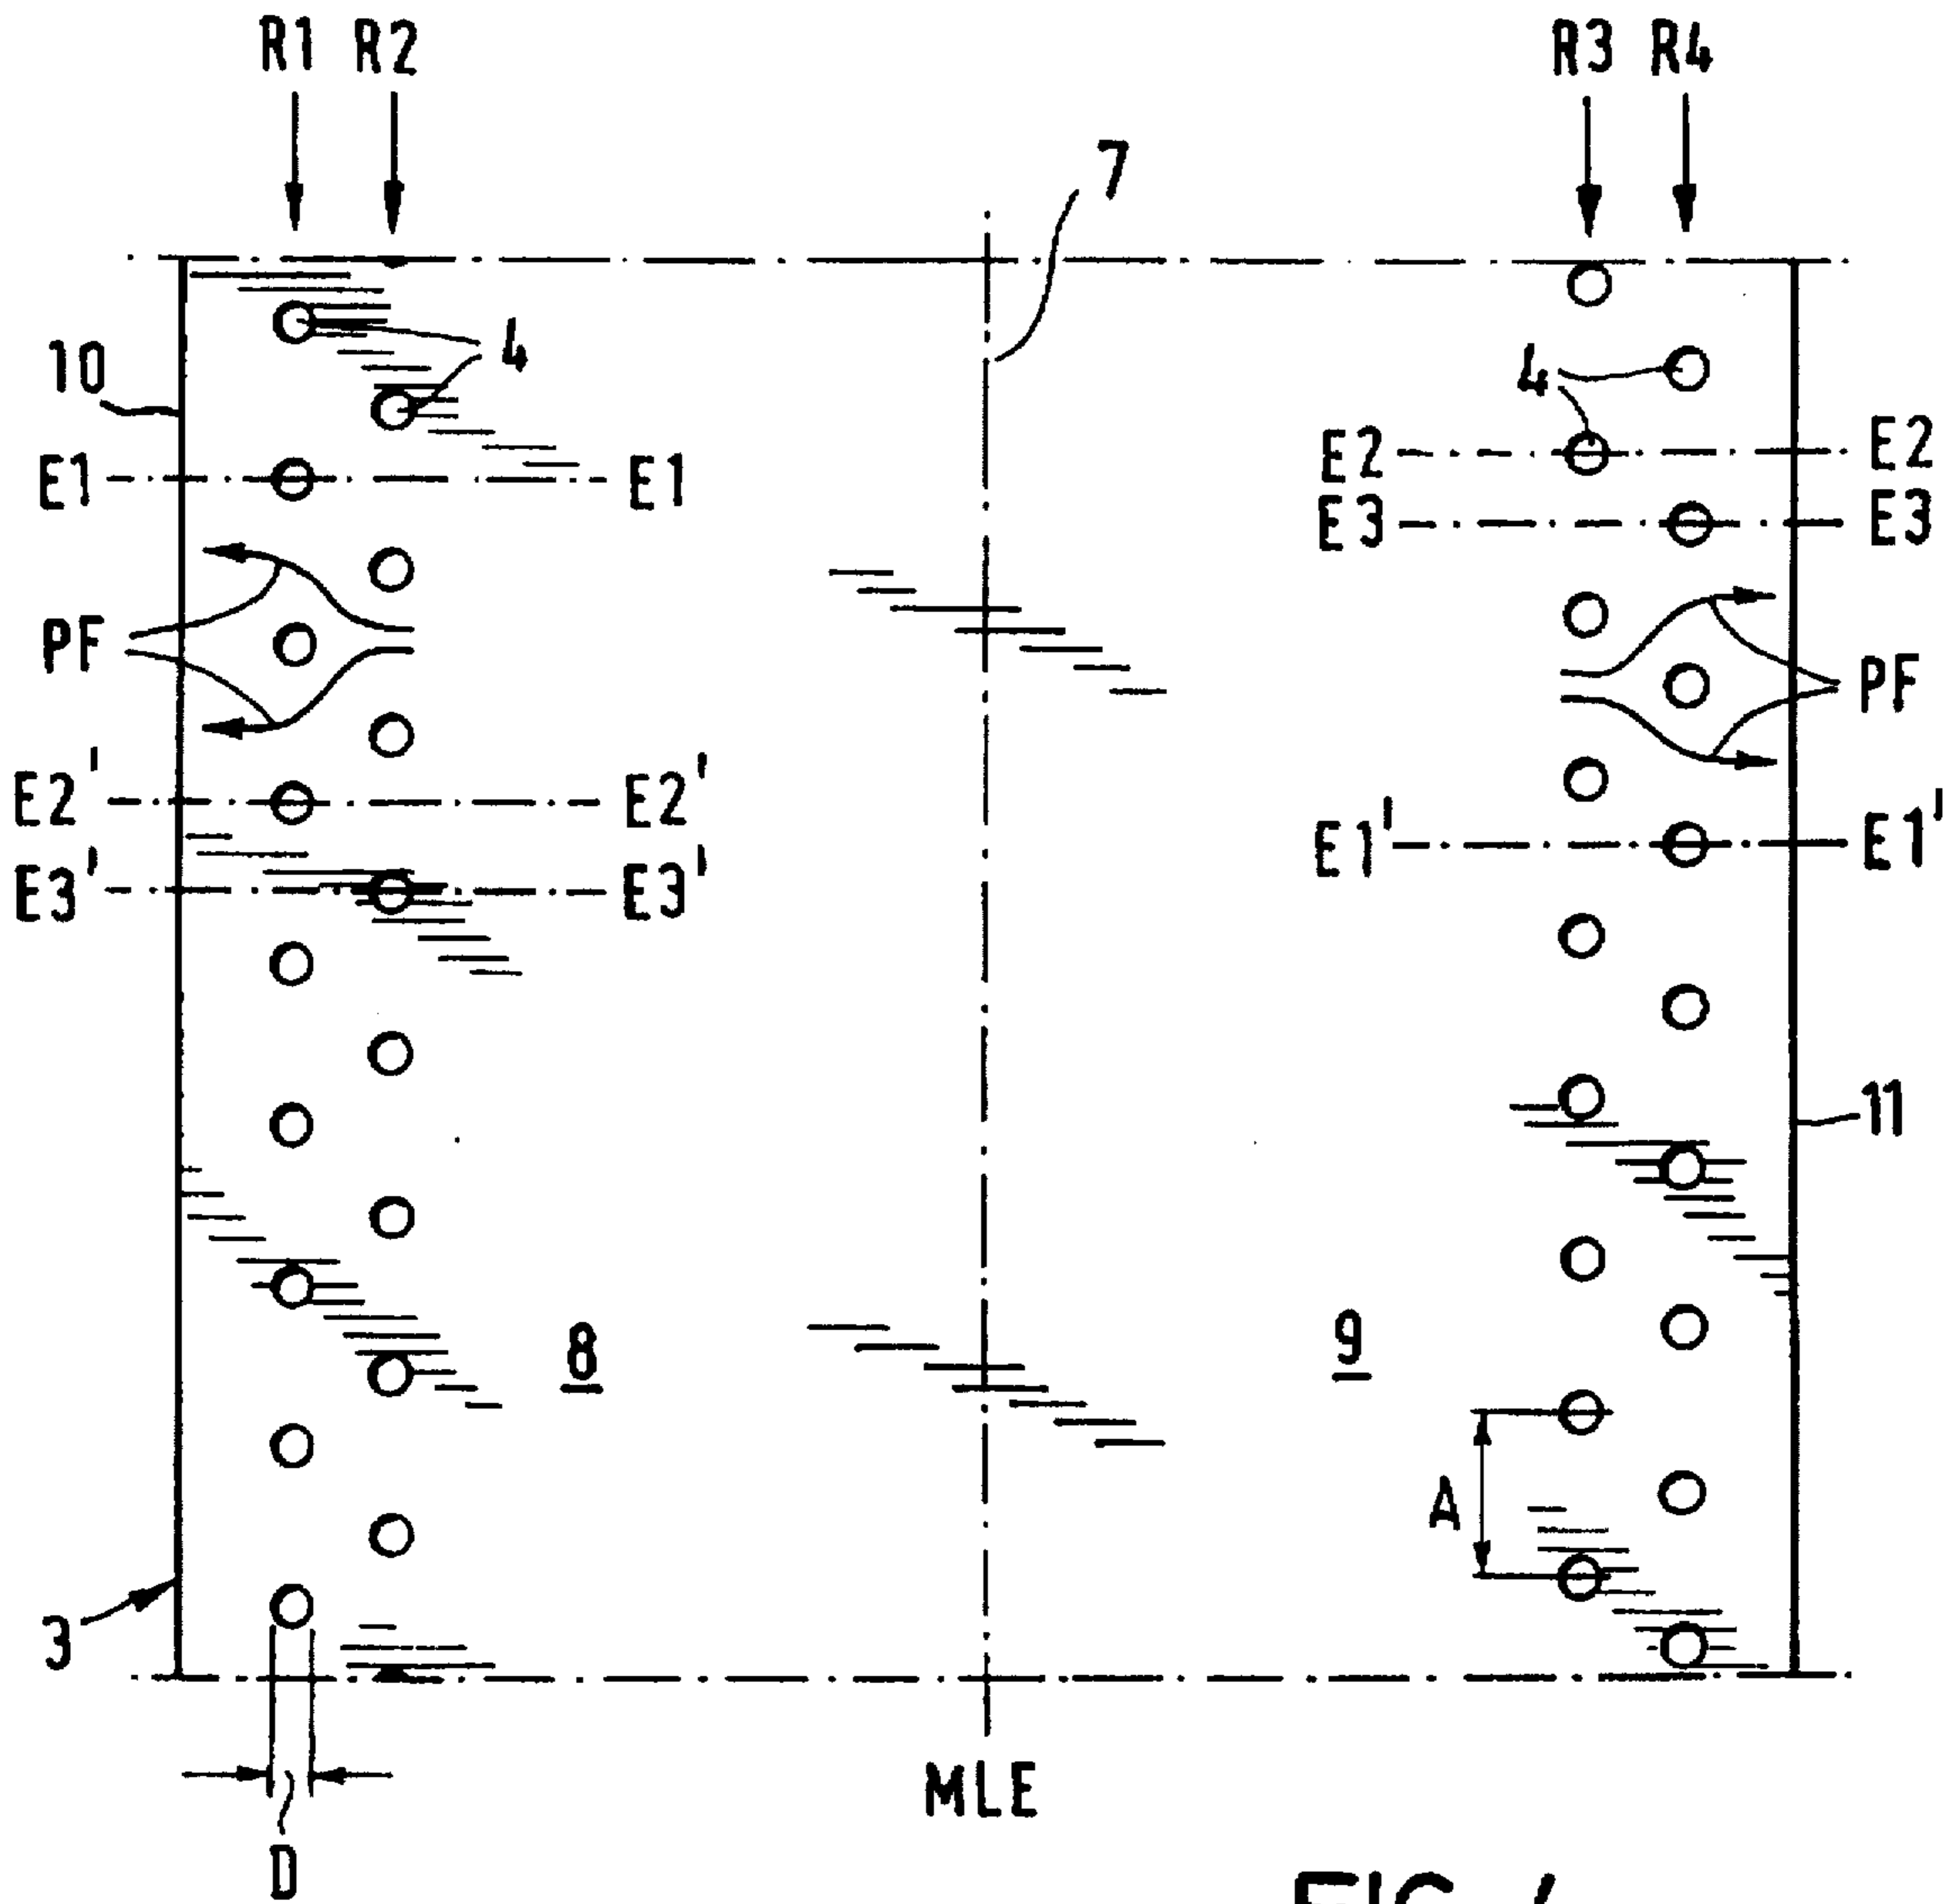 R1 R2 R3 R4
7
4
10
4
E2 E2
E1 E1
E3 E3
PF
PF
E2' E2'
E1' E1'
E3' E3'
11
8
9
A
3
MLE
D